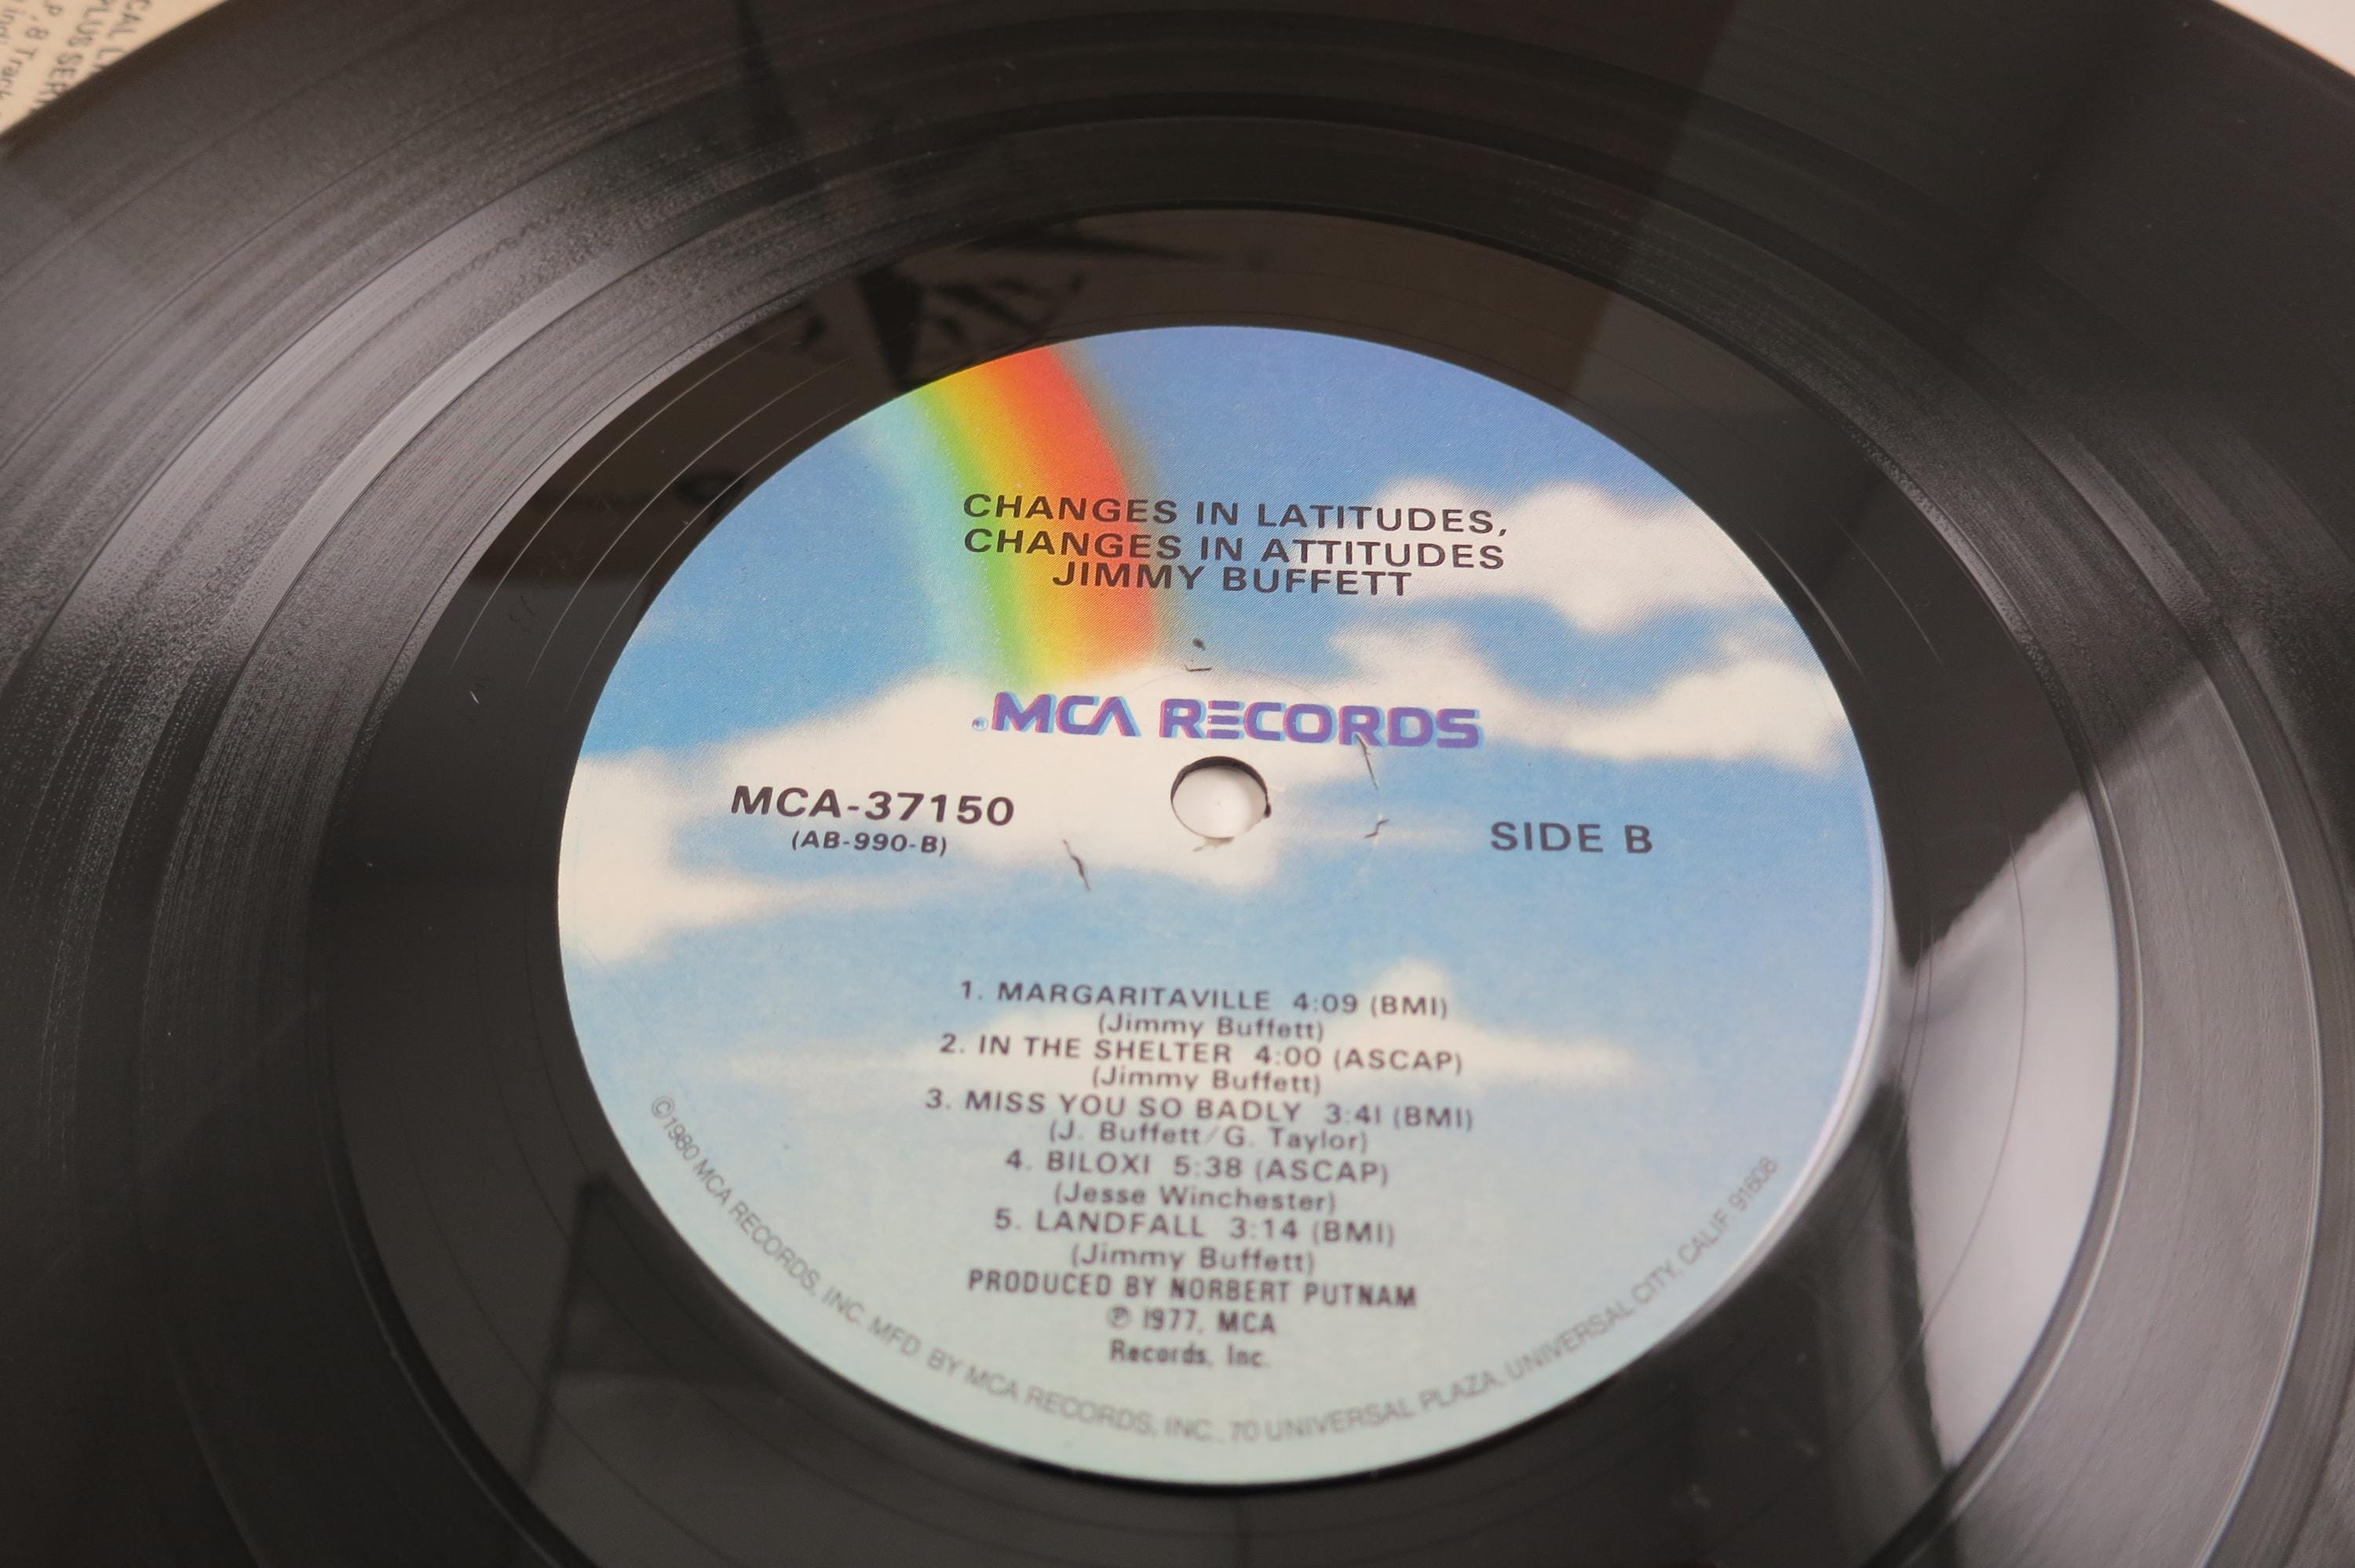 CHANGES IN LATITUDES,
CHANGES IN ATTITUDES
JIMMY BUFFETT
®MCA RECORDS
MCA-37150
(AB-990-B)
SIDE B
1. MARGARITAVILLE 4:09 (BMI)
(Jimmy Buffett)
2. IN THE SHELTER 4:00 (ASCAP)
(Jimmy Buffett)
3. MISS YOU SO BADLY 3:41 (BMI)
(J. Buffett/G. Taylor)
4. BILOXI 5:38 (ASCAP)
(Jesse Winchester)
5. LANDFALL 3:14 (BMI)
(Jimmy Buffett)
PRODUCED BY NORBERT PUTNAM
℗ 1977, MCA
Records, Inc.
©1980 MCA RECORDS, INC. MFD. BY MCA RECORDS, INC., 70 UNIVERSAL PLAZA, UNIVERSAL CITY, CALIF. 91608
PLUS
8 Track